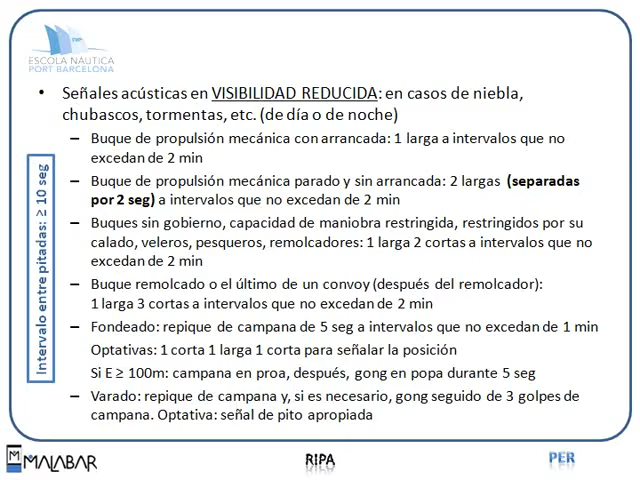 ESCOLA NÀUTICA
PORT BARCELONA
• Señales acústicas en VISIBILIDAD REDUCIDA: en casos de niebla,
chubascos, tormentas, etc. (de día o de noche)
– Buque de propulsión mecánica con arrancada: 1 larga a intervalos que no
excedan de 2 min
– Buque de propulsión mecánica parado y sin arrancada: 2 largas (separadas
por 2 seg) a intervalos que no excedan de 2 min
– Buques sin gobierno, capacidad de maniobra restringida, restringidos por su
calado, veleros, pesqueros, remolcadores: 1 larga 2 cortas a intervalos que no
excedan de 2 min
– Buque remolcado o el último de un convoy (después del remolcador):
1 larga 3 cortas a intervalos que no excedan de 2 min
– Fondeado: repique de campana de 5 seg a intervalos que no excedan de 1 min
Optativas: 1 corta 1 larga 1 corta para señalar la posición
Si E ≥ 100m: campana en proa, después, gong en popa durante 5 seg
– Varado: repique de campana y, si es necesario, gong seguido de 3 golpes de
campana. Optativa: señal de pito apropiada
Intervalo entre pitadas: ≥ 10 seg
MALABAR
RIPA
PER